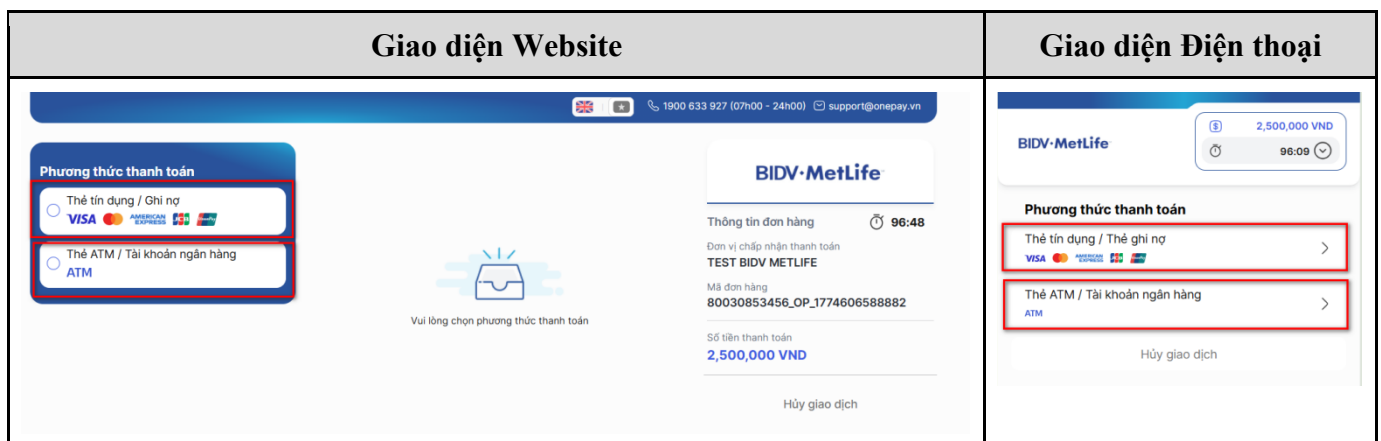 Giao diện Website
Giao diện Điện thoại
1900 633 927 (07h00 - 24h00) support@onepay.vn
Phương thức thanh toán
Thẻ tín dụng / Ghi nợ
VISA AMERICAN EXPRESS JCB
Thẻ ATM / Tài khoản ngân hàng
ATM
Vui lòng chọn phương thức thanh toán
BIDV·MetLife
Thông tin đơn hàng 96:48
Đơn vị chấp nhận thanh toán
TEST BIDV METLIFE
Mã đơn hàng
80030853456_OP_1774606588882
Số tiền thanh toán
2,500,000 VND
Hủy giao dịch
BIDV·MetLife
$ 2,500,000 VND
96:09
Phương thức thanh toán
Thẻ tín dụng / Thẻ ghi nợ
VISA AMERICAN EXPRESS JCB
Thẻ ATM / Tài khoản ngân hàng
ATM
Hủy giao dịch